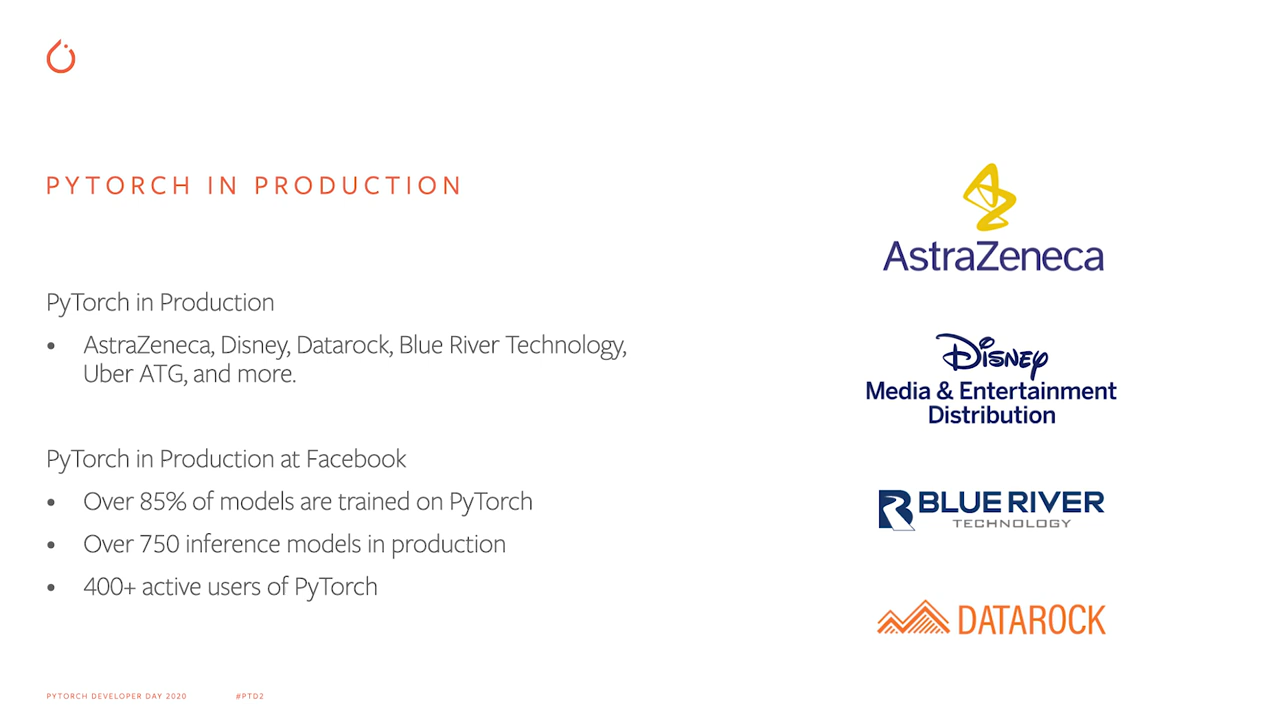 PYTORCH IN PRODUCTION
PyTorch in Production
• AstraZeneca, Disney, Datarock, Blue River Technology,
Uber ATG, and more.
PyTorch in Production at Facebook
• Over 85% of models are trained on PyTorch
• Over 750 inference models in production
• 400+ active users of PyTorch
AstraZeneca
Disney
Media & Entertainment
Distribution
BLUE RIVER
TECHNOLOGY
DATAROCK
PYTORCH DEVELOPER DAY 2020 #PTD2